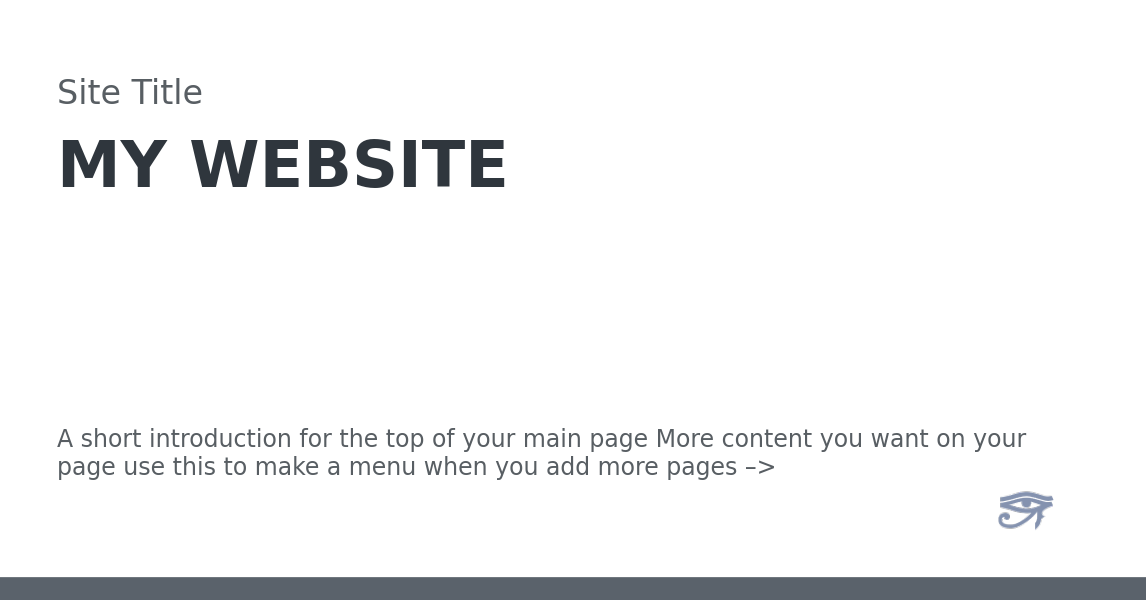 Site Title
MY WEBSITE
A short introduction for the top of your main page More content you want on your
page use this to make a menu when you add more pages –>